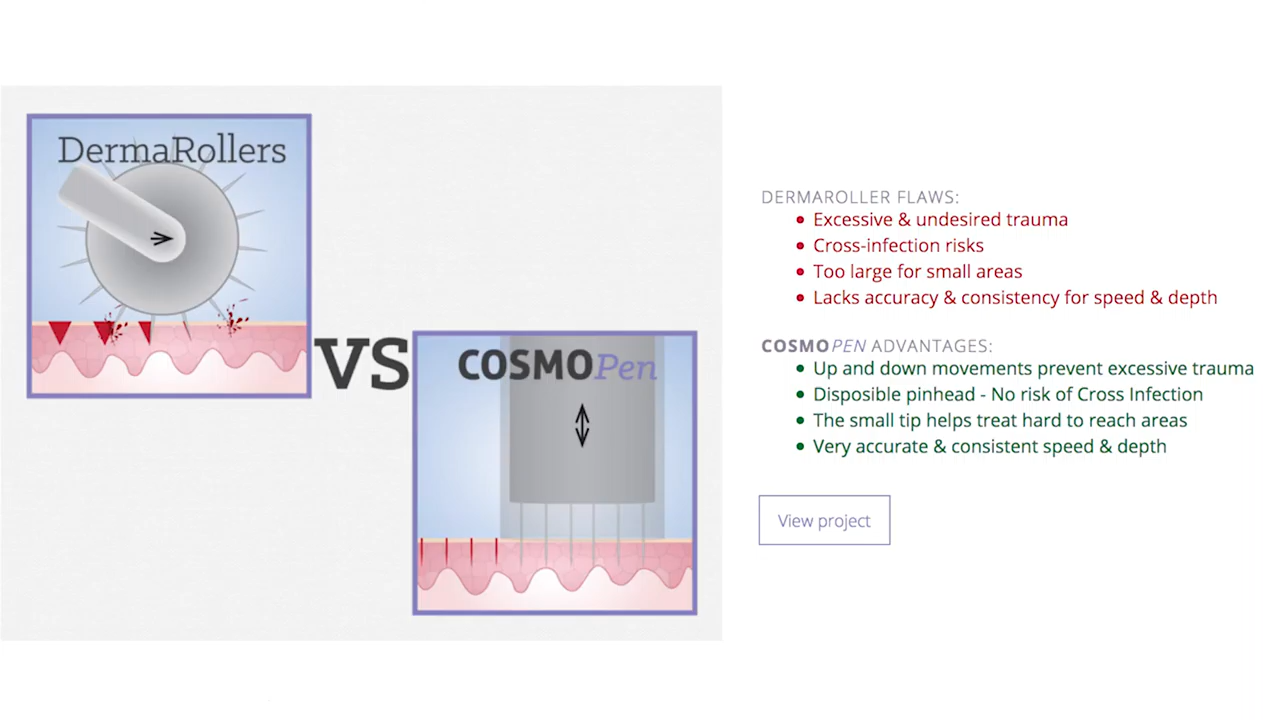 DermaRollers
VS
COSMOPen
DERMAROLLER FLAWS:
Excessive & undesired trauma
Cross-infection risks
Too large for small areas
Lacks accuracy & consistency for speed & depth
COSMOPEN ADVANTAGES:
Up and down movements prevent excessive trauma
Disposible pinhead - No risk of Cross Infection
The small tip helps treat hard to reach areas
Very accurate & consistent speed & depth
View project